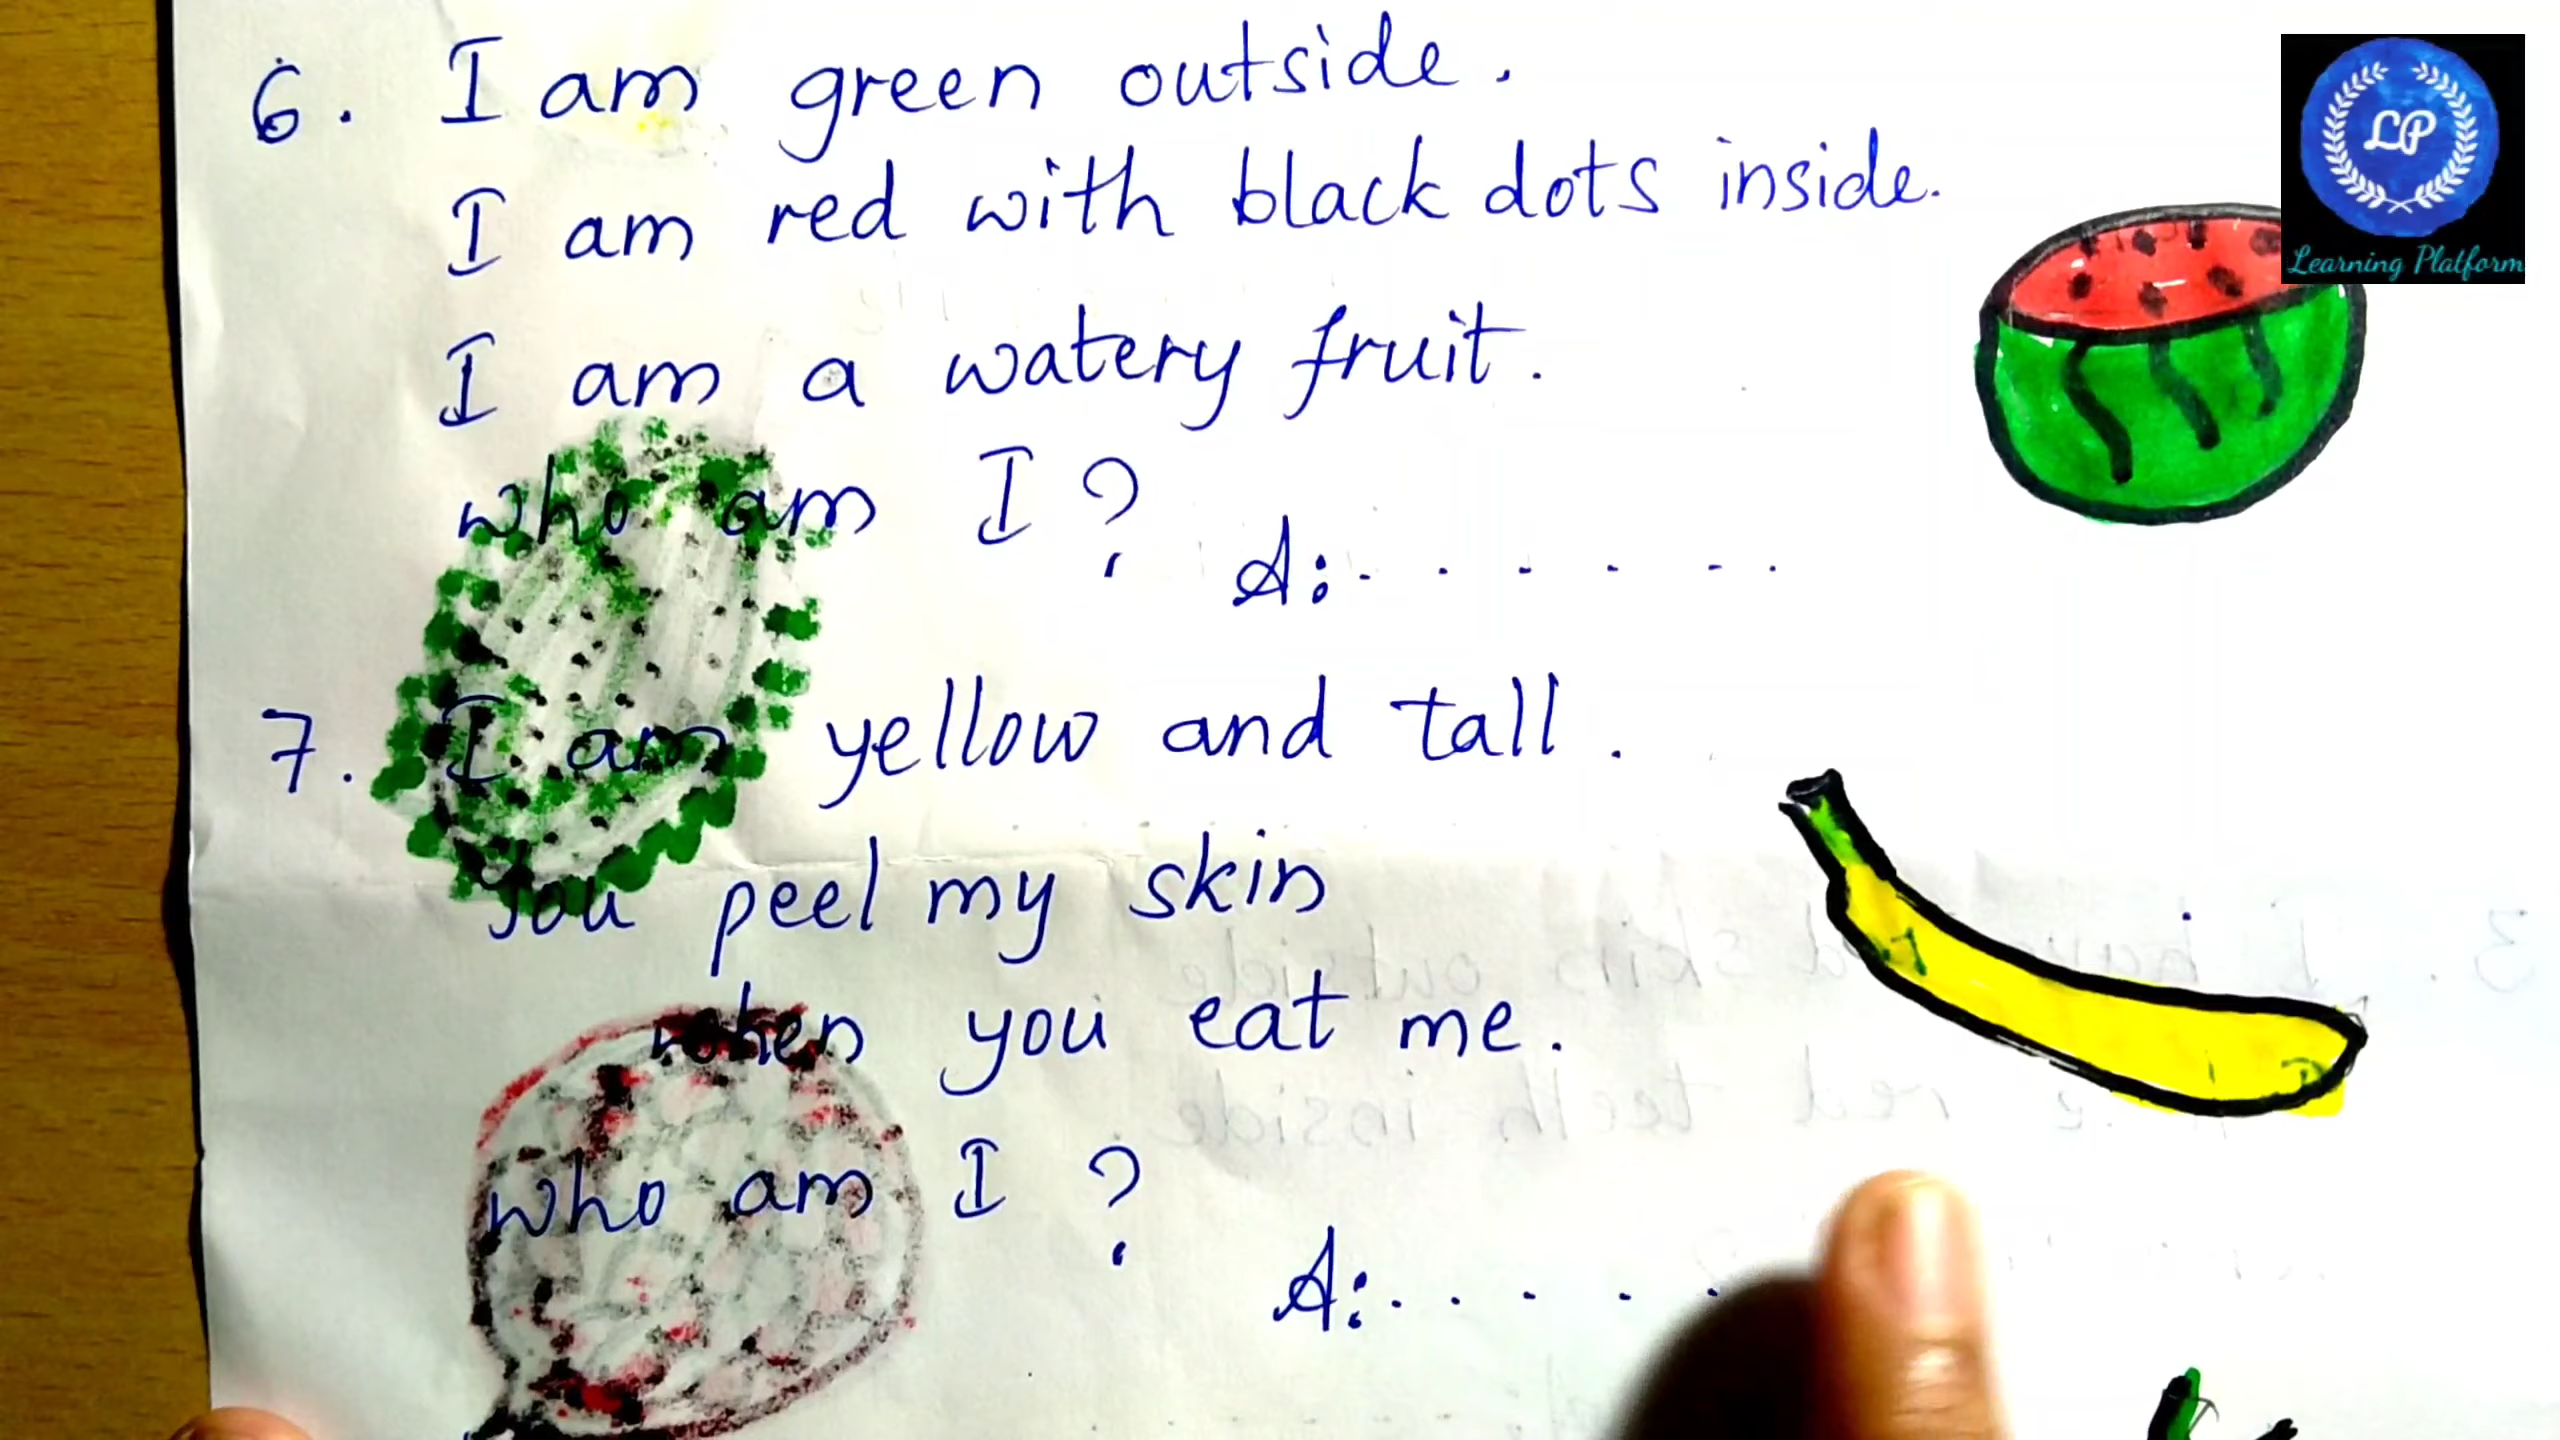 6. I am green outside.
I am red with black dots inside.
I am a watery fruit.
who am I?
A:. . . . . .
7. I am yellow and tall.
You peel my skin
when you eat me.
who am I?
A:. . . . .
LP
Learning Platform